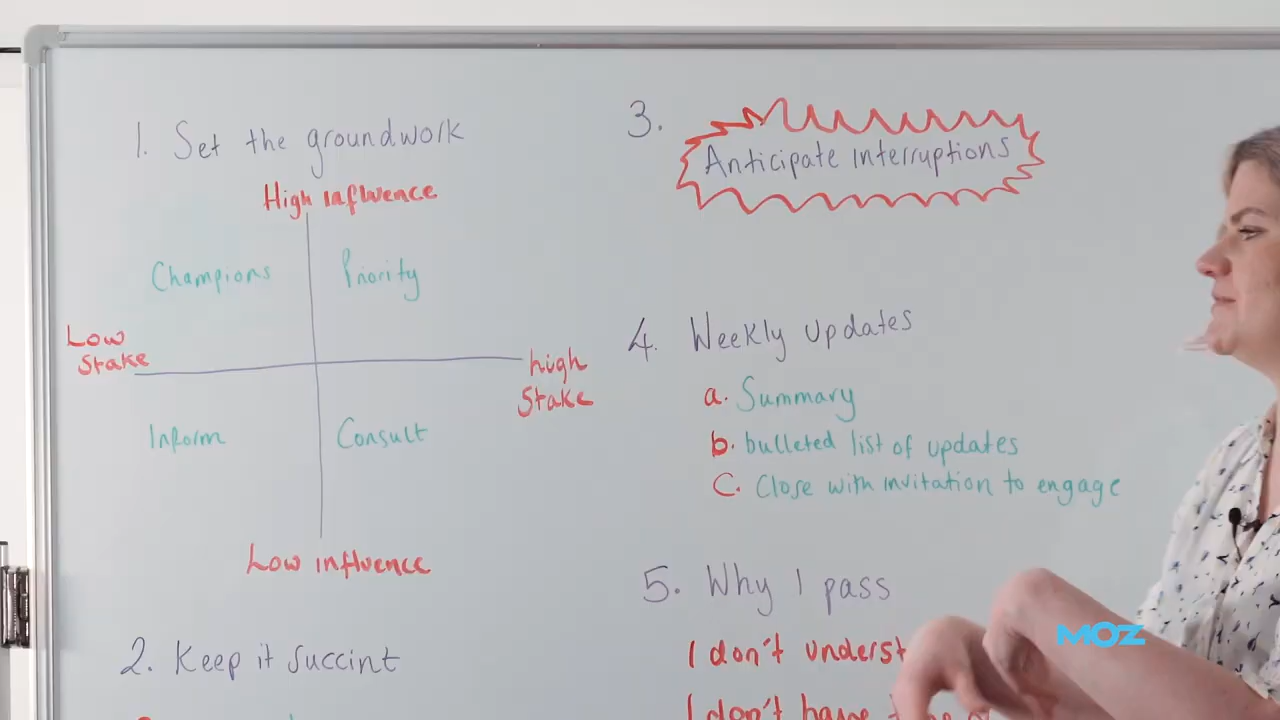 1. Set the groundwork
High Influence
Champions
Priority
Low
Stake
high
Stake
Inform
Consult
Low influence
2. Keep it succint
3.
Anticipate interruptions
4. Weekly updates
a. Summary
b. bulleted list of updates
C. Close with invitation to engage
5. Why I pass
I don't underst
I don't have
MOZ